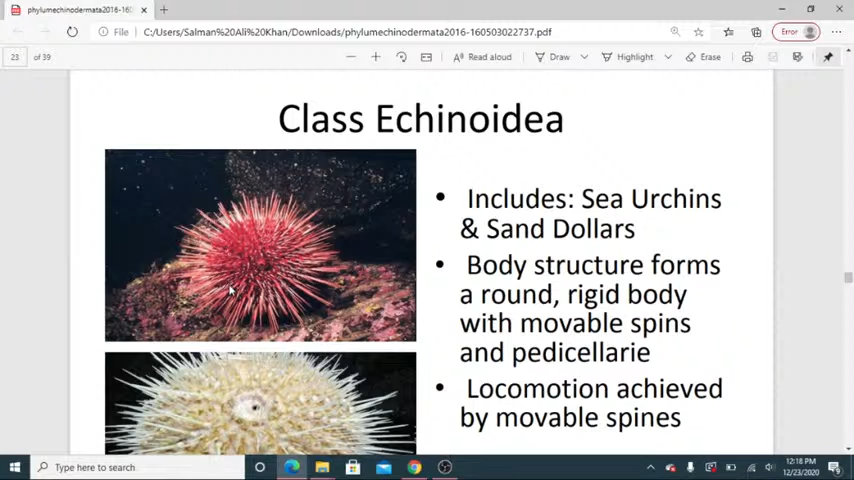 phylumechinodermata2016-160
File
C:/Users/Salman%20Ali%20Khan/Downloads/phylumechinodermata2016-160503022737.pdf
Error
23 of 39
Read aloud
Draw
Highlight
Erase
Class Echinoidea
• Includes: Sea Urchins
& Sand Dollars
• Body structure forms
a round, rigid body
with movable spins
and pedicellarie
• Locomotion achieved
by movable spines
Type here to search
12:18 PM
12/23/2020